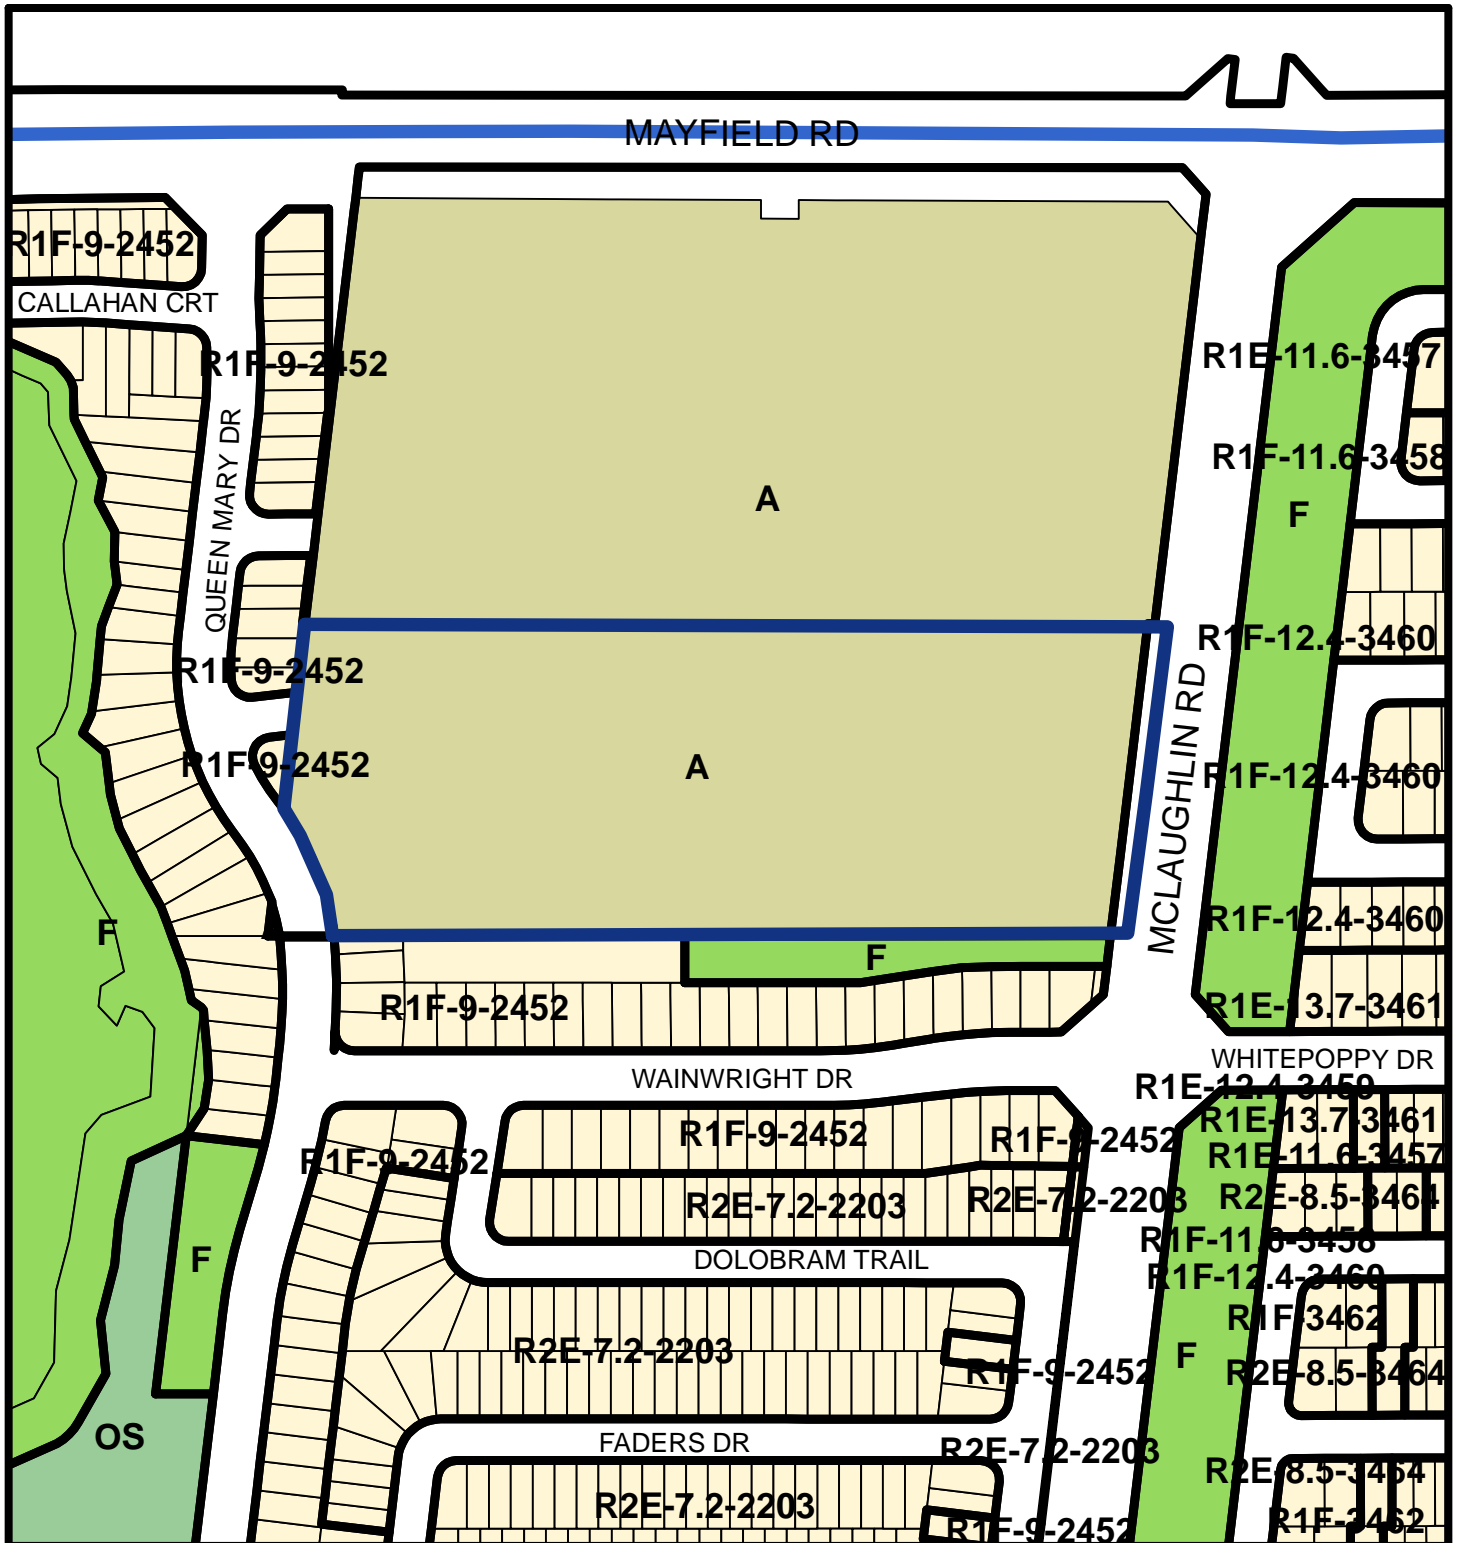 MAYFIELD RD
R1F-9-2452
CALLAHAN CRT
R1F-9-2452
R1E-11.6-3457
QUEEN MARY DR
R1F-11.6-3458
A
F
R1F-12.4-3460
R1F-9-2452
MCLAUGHLIN RD
R1F-9-2452
A
R1F-12.4-3460
F
R1F-12.4-3460
F
R1F-9-2452
R1E-13.7-3461
WHITEPOPPY DR
WAINWRIGHT DR
R1E-12.4-3459
R1E-13.7-3461
R1F-9-2452
R1F-9-2452
R1F-9-2452
R1E-11.6-3457
R2E-7.2-2203
R2E-7.2-2203
R2E-8.5-3464
R1F-11.6-3458
F
DOLOBRAM TRAIL
R1F-12.4-3460
R1F-3462
R2E-7.2-2203
F
R1F-9-2452
R2E-8.5-3464
OS
FADERS DR
R2E-7.2-2203
R2E-8.5-3464
R2E-7.2-2203
R1F-9-2452
R1F-3462